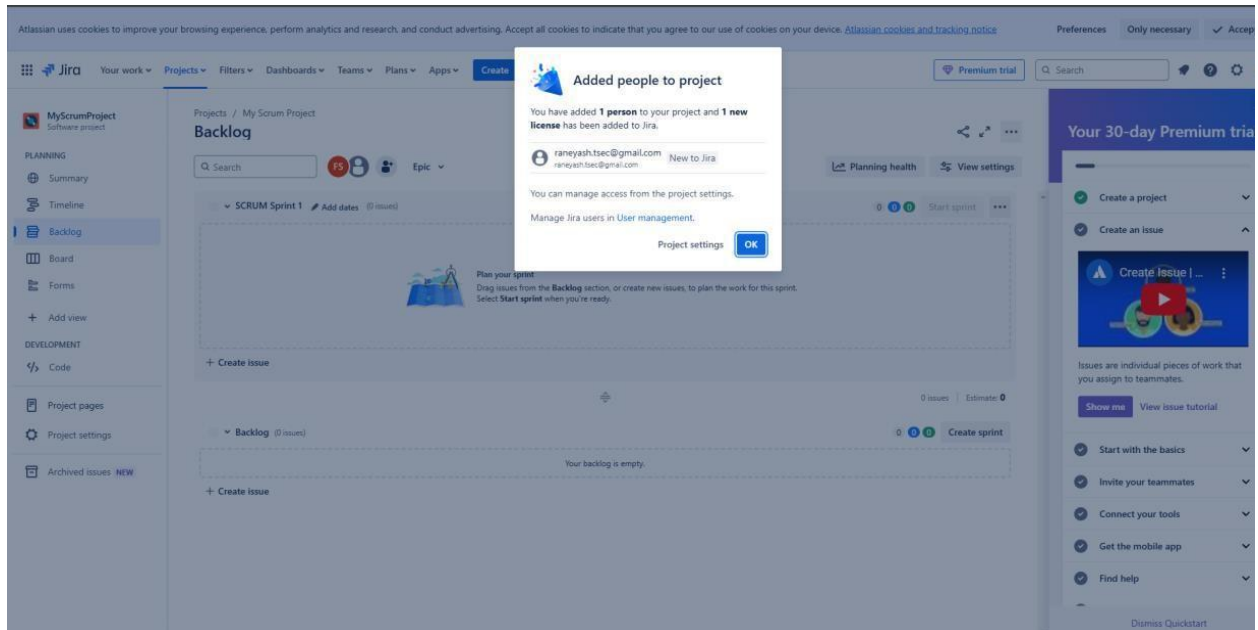 Atlassian uses cookies to improve your browsing experience, perform analytics and research, and conduct advertising. Accept all cookies to indicate that you agree to our use of cookies on your device. Atlassian cookies and tracking notice
Preferences
Only necessary
Accep
Jira
Your work
Projects
Filters
Dashboards
Teams
Plans
Apps
Create
Premium trial
Search
MyScrumProject
Software project
PLANNING
Summary
Timeline
Backlog
Board
Forms
Add view
DEVELOPMENT
Code
Project pages
Project settings
Archived issues NEW
Projects / My Scrum Project
Backlog
Search
FS
Epic
Planning health
View settings
SCRUM Sprint 1 Add dates (0 issues)
0 0 0 Start sprint
Plan your sprint
Drag issues from the Backlog section, or create new issues, to plan the work for this sprint.
Select Start sprint when you're ready.
+ Create issue
0 issues | Estimate: 0
Backlog (0 issues)
0 0 0 Create sprint
Your backlog is empty.
+ Create issue
Added people to project
You have added 1 person to your project and 1 new
license has been added to Jira.
raneyash.tsec@gmail.com New to Jira
raneyash.tsec@gmail.com
You can manage access from the project settings.
Manage Jira users in User management.
Project settings
OK
Your 30-day Premium tria
Create a project
Create an issue
Create Issue | ...
Issues are individual pieces of work that
you assign to teammates.
Show me
View issue tutorial
Start with the basics
Invite your teammates
Connect your tools
Get the mobile app
Find help
Dismiss Quickstart